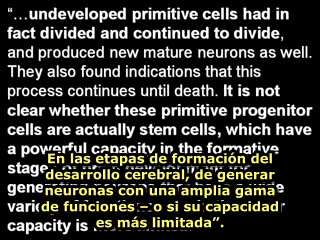 “…undeveloped primitive cells had in
fact divided and continued to divide,
and produced new mature neurons as well.
They also found indications that this
process continues until death. It is not
clear whether these primitive progenitor
cells are actually stem cells, which have
a powerful capacity in the formative
En las etapas de formación del
desarrollo cerebral, de generar
neuronas con una amplia gama
de funciones – o si su capacidad
es más limitada”.
stage
capacity is